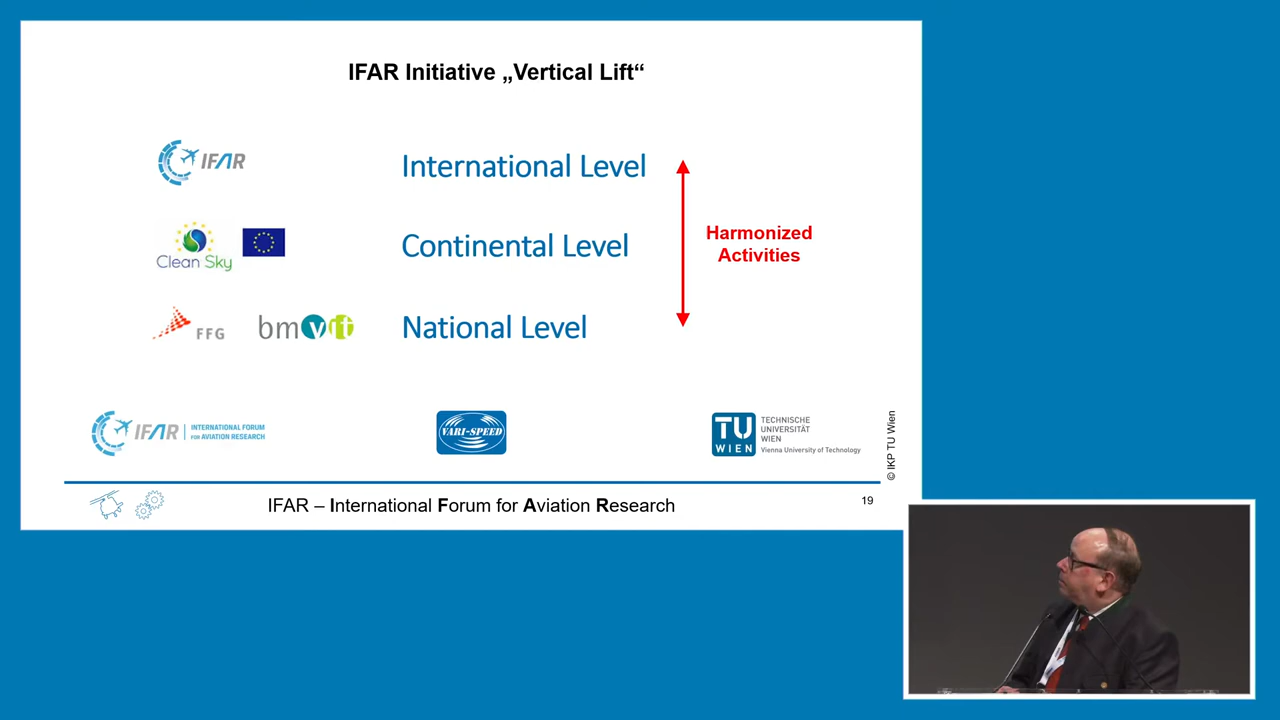 IFAR Initiative „Vertical Lift“
IFAR
International Level
Harmonized
Activities
Clean Sky
Continental Level
FFG
bmvit
National Level
IFAR
INTERNATIONAL FORUM
FOR AVIATION RESEARCH
VARI-SPEED
TU
WIEN
TECHNISCHE
UNIVERSITÄT
WIEN
Vienna University of Technology
© IKP TU Wien
IFAR – International Forum for Aviation Research
19